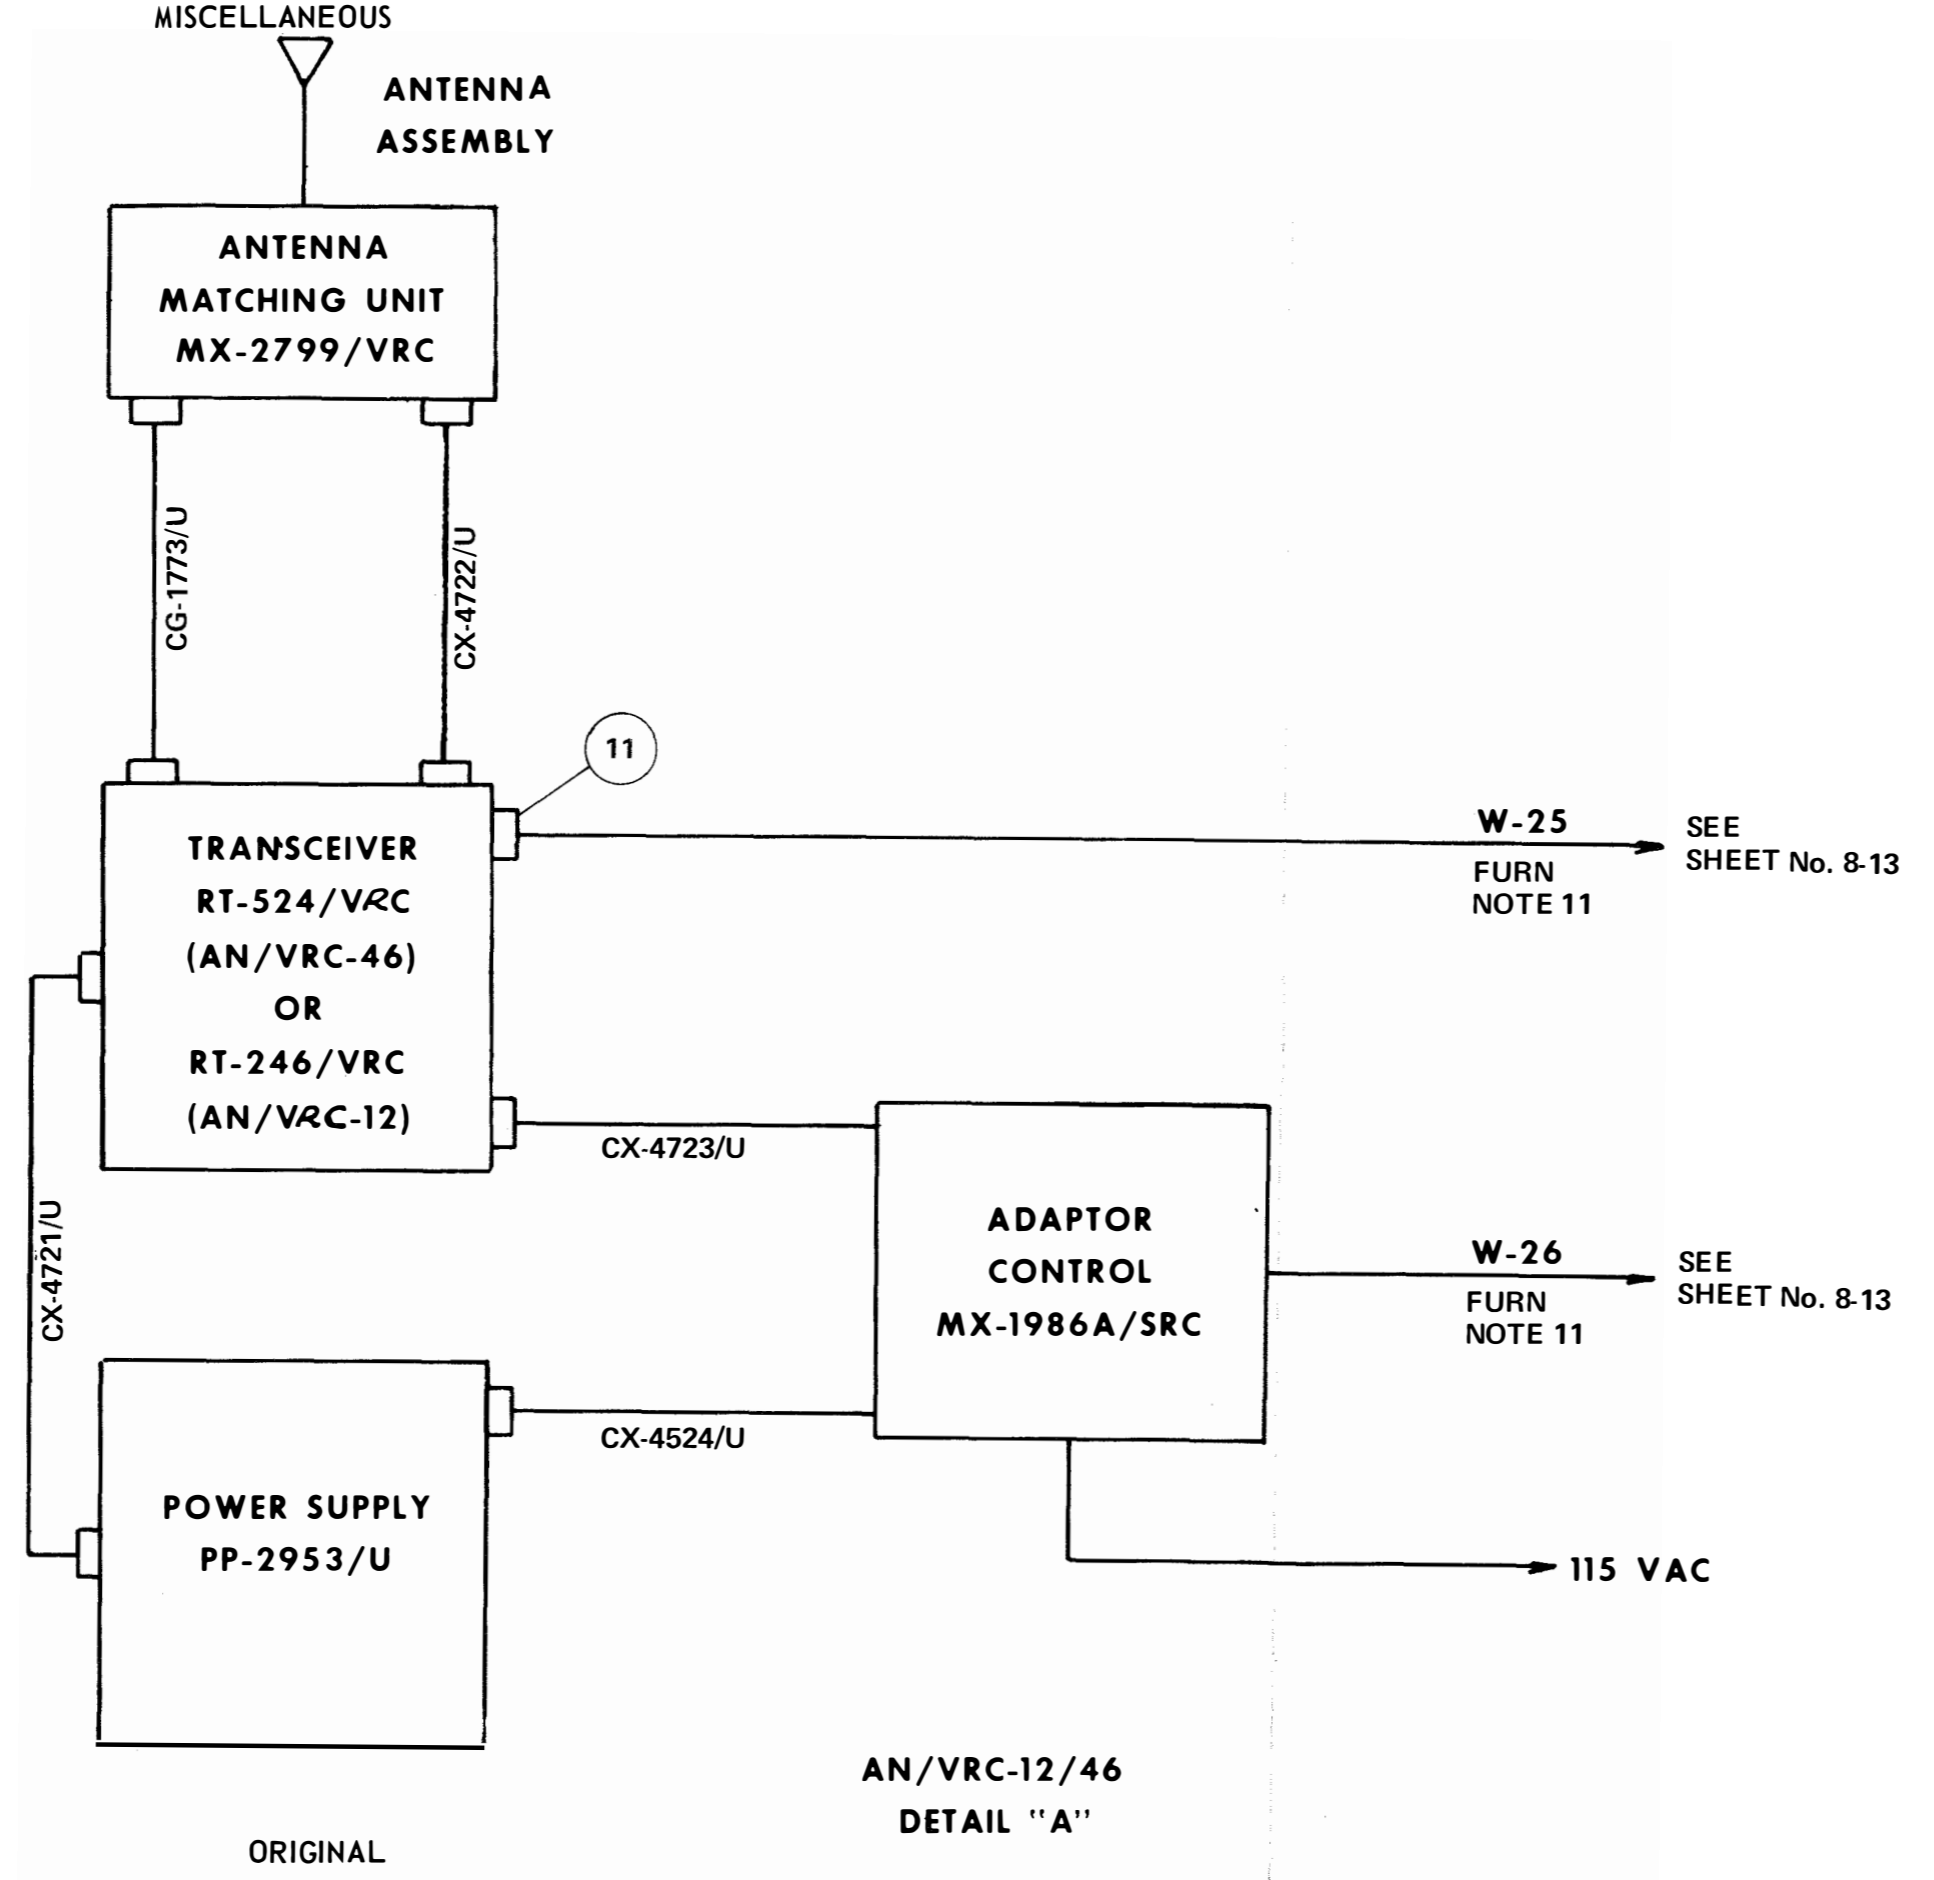 MISCELLANEOUS
ANTENNA
ASSEMBLY
ANTENNA
MATCHING UNIT
MX-2799/VRC
CG-1773/U
CX-4722/U
11
TRANSCEIVER
RT-524/VRC
(AN/VRC-46)
OR
RT-246/VRC
(AN/VRC-12)
W-25
FURN
NOTE 11
SEE
SHEET No. 8-13
CX-4723/U
CX-4721/U
ADAPTOR
CONTROL
MX-1986A/SRC
W-26
FURN
NOTE 11
SEE
SHEET No. 8-13
CX-4524/U
POWER SUPPLY
PP-2953/U
115 VAC
AN/VRC-12/46
DETAIL "A"
ORIGINAL